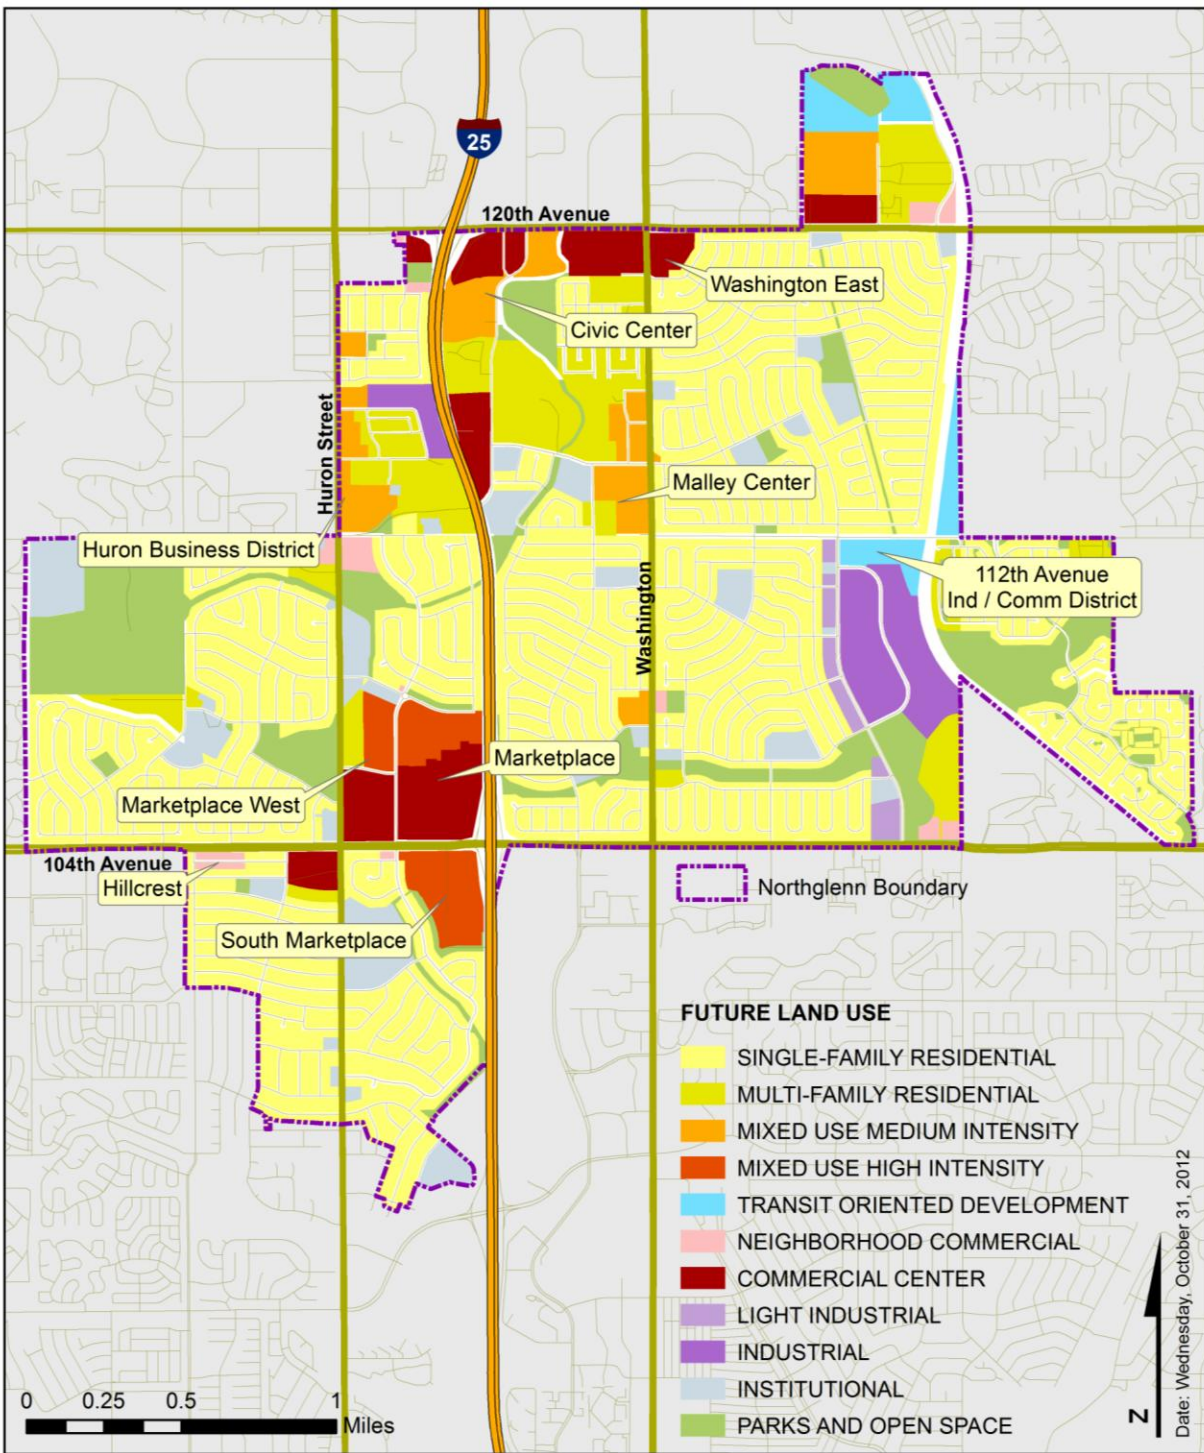 25
120th Avenue
Washington East
Civic Center
Huron Street
Malley Center
Huron Business District
112th Avenue
Ind / Comm District
Washington
Marketplace
Marketplace West
104th Avenue
Hillcrest
Northglenn Boundary
South Marketplace
FUTURE LAND USE
SINGLE-FAMILY RESIDENTIAL
MULTI-FAMILY RESIDENTIAL
MIXED USE MEDIUM INTENSITY
MIXED USE HIGH INTENSITY
TRANSIT ORIENTED DEVELOPMENT
NEIGHBORHOOD COMMERCIAL
COMMERCIAL CENTER
LIGHT INDUSTRIAL
INDUSTRIAL
INSTITUTIONAL
PARKS AND OPEN SPACE
0 0.25 0.5 1
Miles
N
Date: Wednesday, October 31, 2012